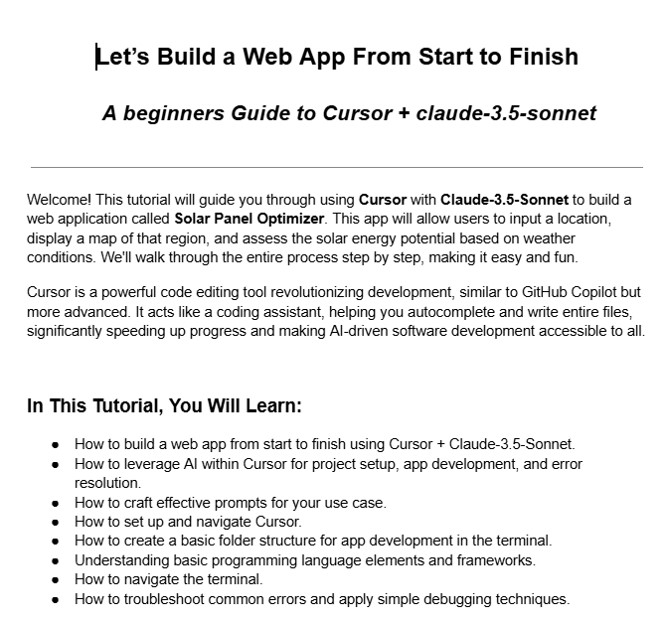 Let’s Build a Web App From Start to Finish
A beginners Guide to Cursor + claude-3.5-sonnet
Welcome! This tutorial will guide you through using Cursor with Claude-3.5-Sonnet to build a
web application called Solar Panel Optimizer. This app will allow users to input a location,
display a map of that region, and assess the solar energy potential based on weather
conditions. We'll walk through the entire process step by step, making it easy and fun.
Cursor is a powerful code editing tool revolutionizing development, similar to GitHub Copilot but
more advanced. It acts like a coding assistant, helping you autocomplete and write entire files,
significantly speeding up progress and making AI-driven software development accessible to all.
In This Tutorial, You Will Learn:
● How to build a web app from start to finish using Cursor + Claude-3.5-Sonnet.
● How to leverage AI within Cursor for project setup, app development, and error
resolution.
● How to craft effective prompts for your use case.
● How to set up and navigate Cursor.
● How to create a basic folder structure for app development in the terminal.
● Understanding basic programming language elements and frameworks.
● How to navigate the terminal.
● How to troubleshoot common errors and apply simple debugging techniques.